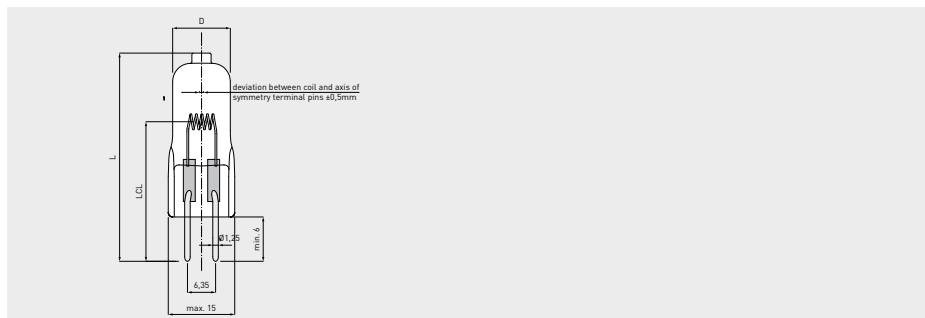 D
deviation between coil and axis of
symmetry terminal pins ±0,5mm
L
LCL
Ø1,25
min. 6
6,35
max. 15